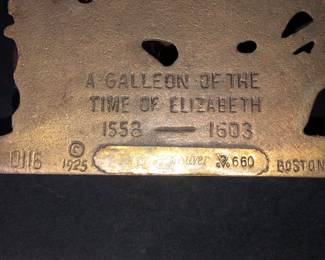 A GALLEON OF THE
TIME OF ELIZABETH
1558 — 1603
0116 © 1925 660 BOSTON